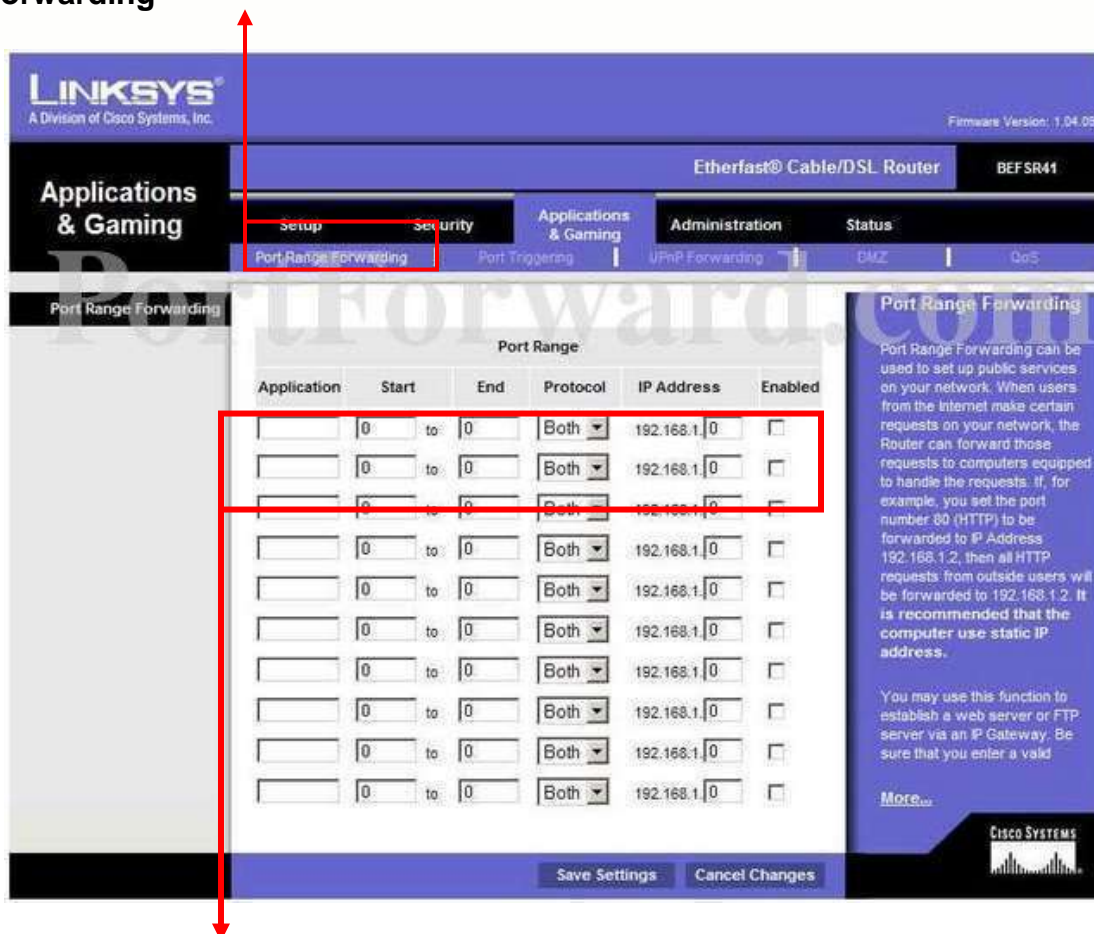 orwarding
LINKSYS®
A Division of Cisco Systems, Inc.
Firmware Version: 1.04.05
Etherfast® Cable/DSL Router BEFSR41
Applications
& Gaming
Setup Security Applications & Gaming Administration Status
Port Range Forwarding Port Triggering UPnP Forwarding DMZ QoS
PortForward.com
Port Range Forwarding
Port Range
Application Start End Protocol IP Address Enabled
0 to 0 Both 192.168.1. 0
0 to 0 Both 192.168.1. 0
0 to 0 Both 192.168.1. 0
0 to 0 Both 192.168.1. 0
0 to 0 Both 192.168.1. 0
0 to 0 Both 192.168.1. 0
0 to 0 Both 192.168.1. 0
0 to 0 Both 192.168.1. 0
0 to 0 Both 192.168.1. 0
0 to 0 Both 192.168.1. 0
Port Range Forwarding
Port Range Forwarding can be
used to set up public services
on your network. When users
from the Internet make certain
requests on your network, the
Router can forward those
requests to computers equipped
to handle the requests. If, for
example, you set the port
number 80 (HTTP) to be
forwarded to IP Address
192.168.1.2, then all HTTP
requests from outside users will
be forwarded to 192.168.1.2. It
is recommended that the
computer use static IP
address.
You may use this function to
establish a web server or FTP
server via an IP Gateway. Be
sure that you enter a valid
More...
Save Settings Cancel Changes
CISCO SYSTEMS